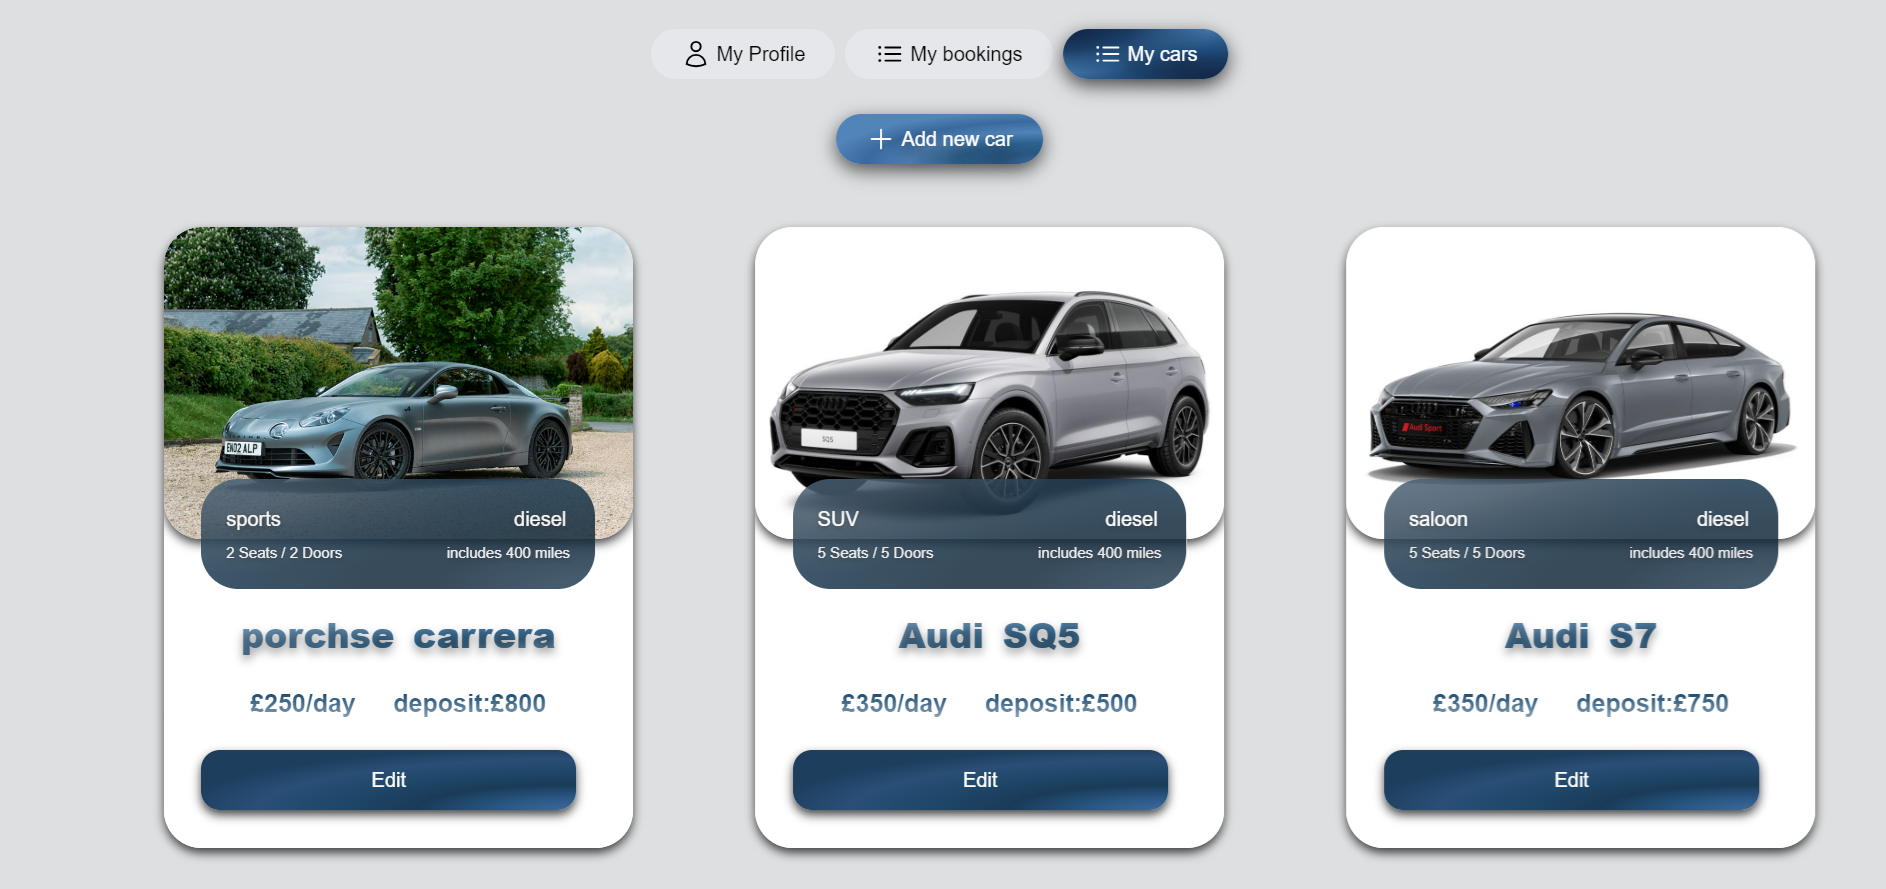 My Profile
My bookings
My cars
Add new car
EN02 ALP
SQ5
Audi Sport
sports diesel
2 Seats / 2 Doors includes 400 miles
SUV diesel
5 Seats / 5 Doors includes 400 miles
saloon diesel
5 Seats / 5 Doors includes 400 miles
porchse carrera
£250/day deposit:£800
Edit
Audi SQ5
£350/day deposit:£500
Edit
Audi S7
£350/day deposit:£750
Edit